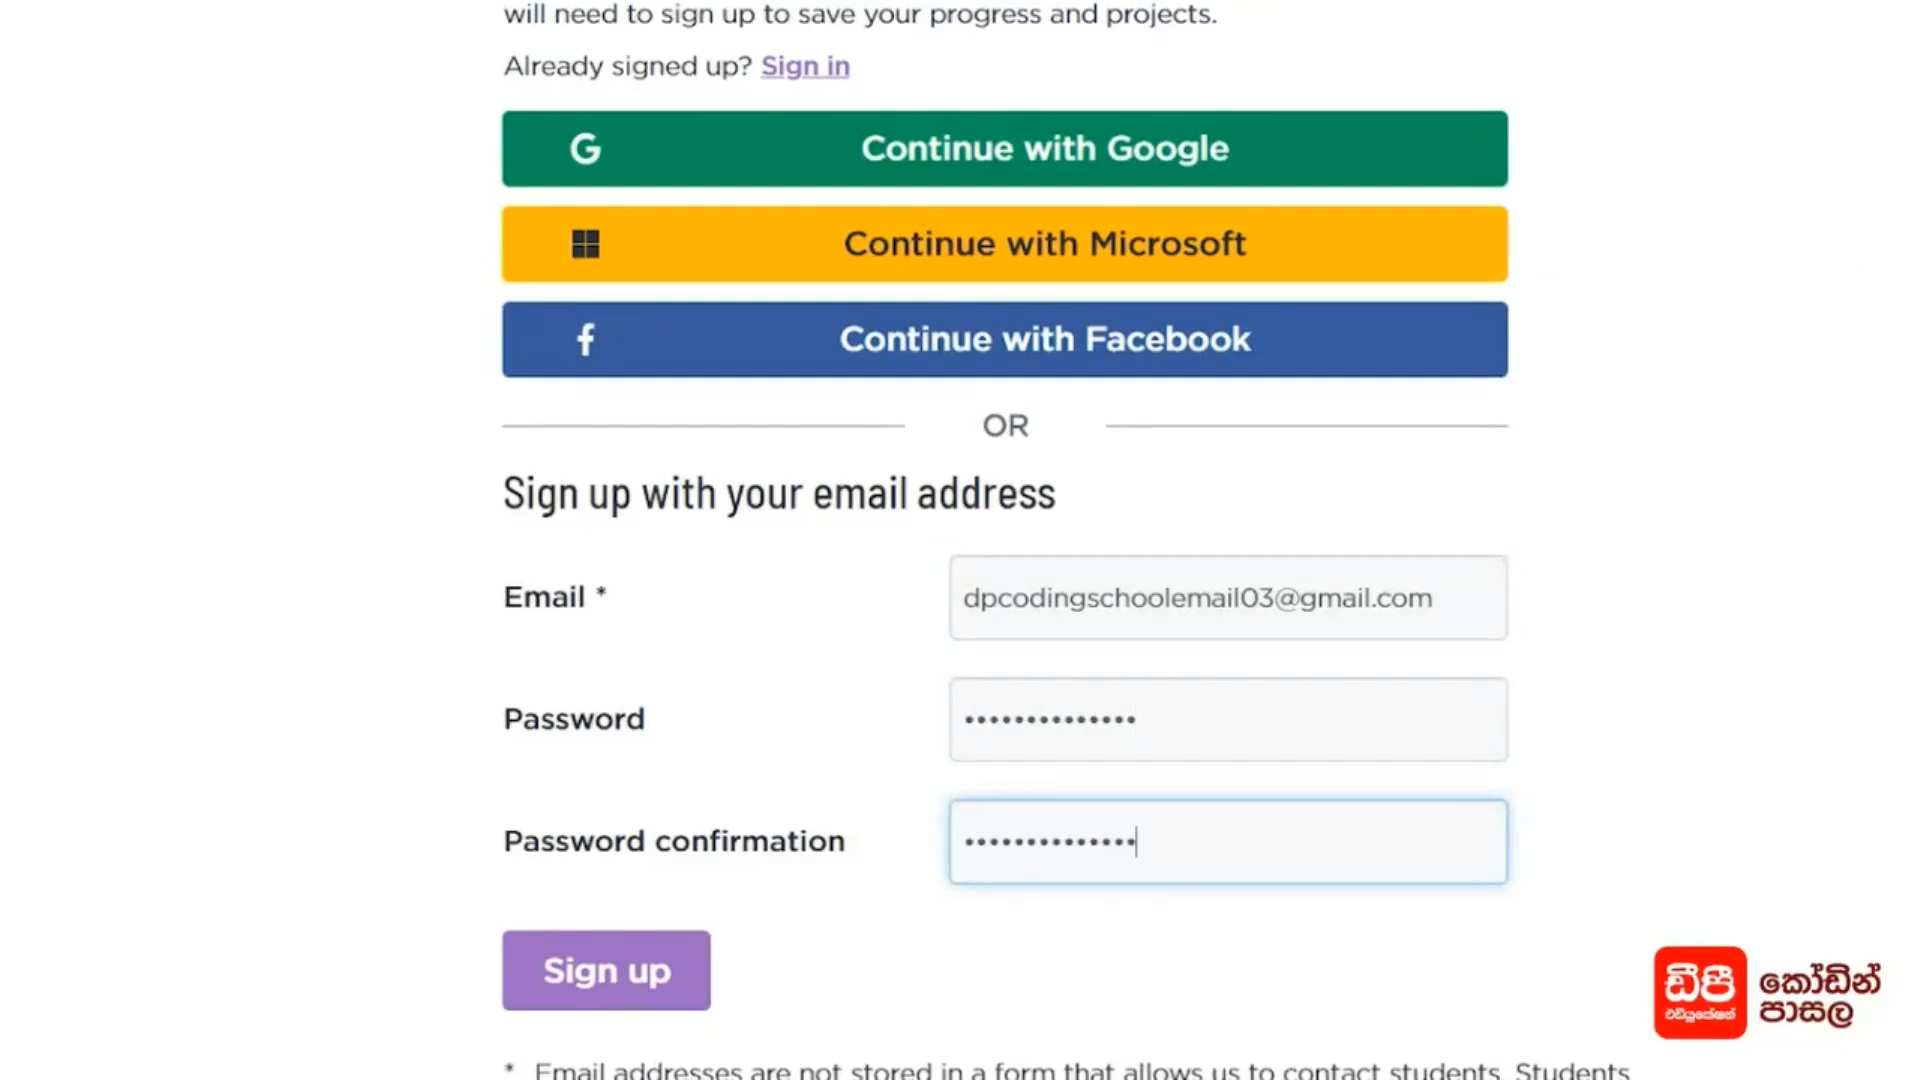 will need to sign up to save your progress and projects.
Already signed up? Sign in
Continue with Google
Continue with Microsoft
Continue with Facebook
OR
Sign up with your email address
Email *
dpcodingschoolemail03@gmail.com
Password
••••••••••••••
Password confirmation
••••••••••••••
Sign up
ඩීපී
එඩියුකේෂන්
කෝඩින්
පාසල
* Email addresses are not stored in a form that allows us to contact students. Students